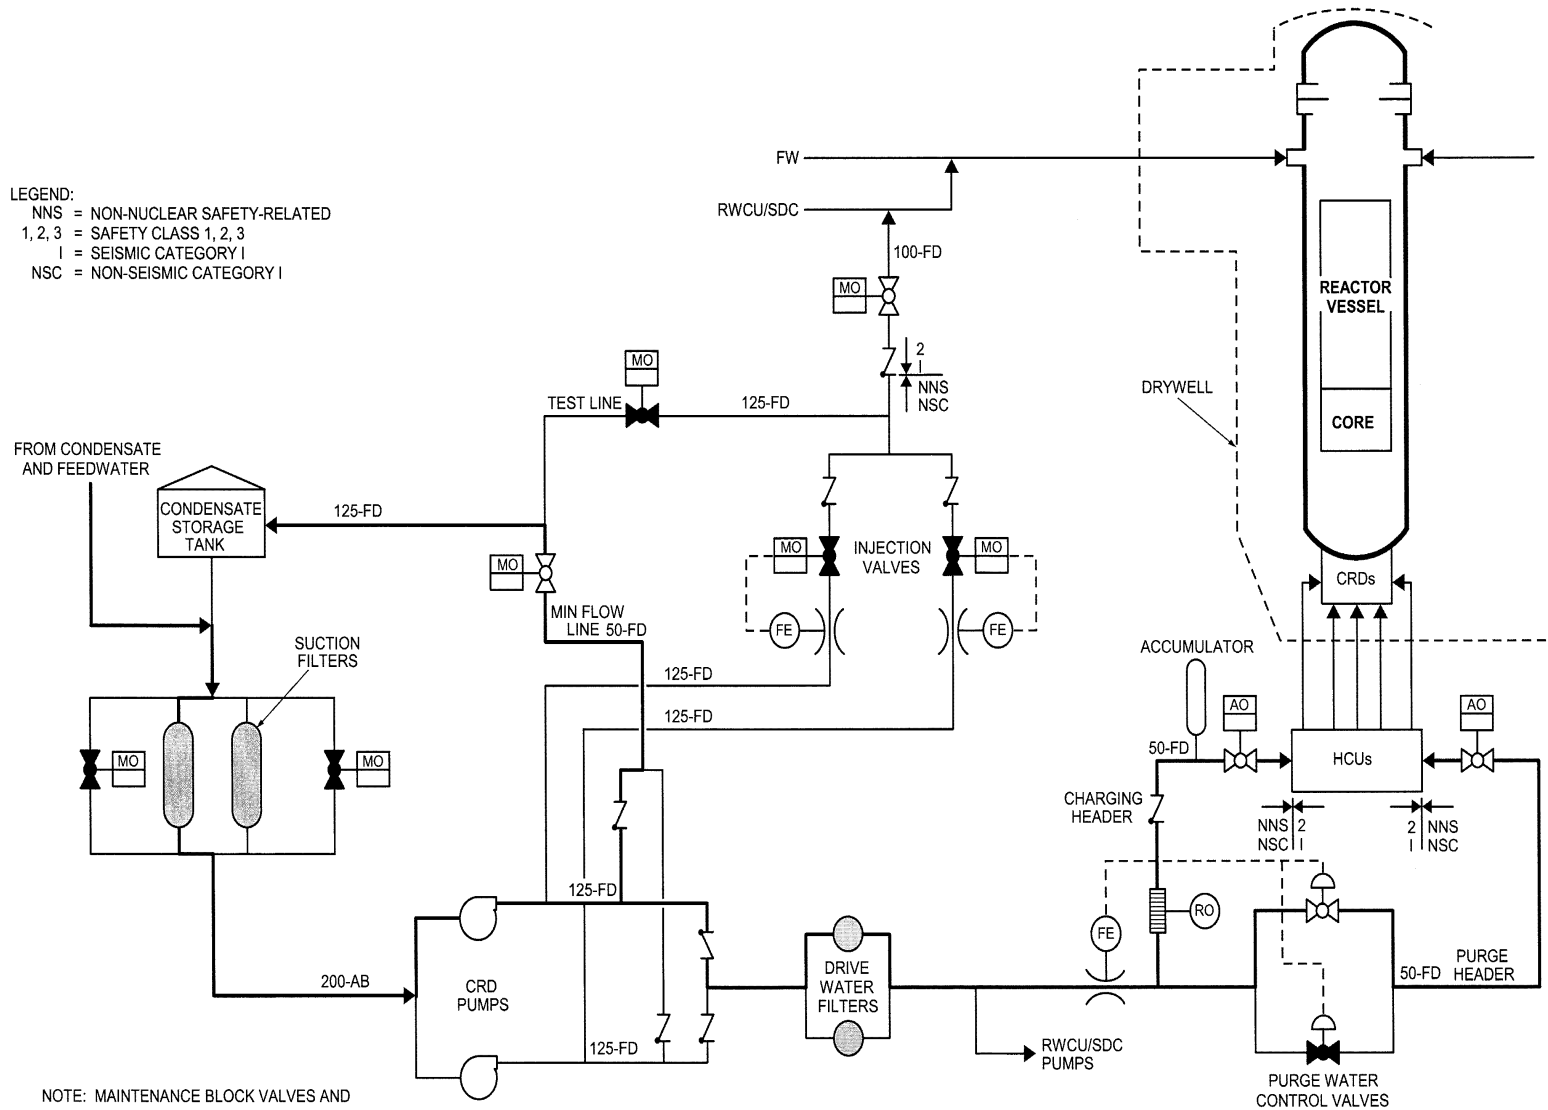 FW
LEGEND:
NNS = NON-NUCLEAR SAFETY-RELATED
1, 2, 3 = SAFETY CLASS 1, 2, 3
I = SEISMIC CATEGORY I
NSC = NON-SEISMIC CATEGORY I
RWCU/SDC
100-FD
MO
REACTOR
VESSEL
2
I
NNS
NSC
MO
DRYWELL
TEST LINE
125-FD
CORE
FROM CONDENSATE
AND FEEDWATER
CONDENSATE
STORAGE
TANK
125-FD
MO
INJECTION
VALVES
MO
MO
CRDs
MIN FLOW
LINE 50-FD
FE
FE
SUCTION
FILTERS
ACCUMULATOR
125-FD
125-FD
AO
AO
MO
MO
50-FD
HCUs
CHARGING
HEADER
NNS
NSC
2
I
2
I
NNS
NSC
125-FD
RO
FE
200-AB
CRD
PUMPS
DRIVE
WATER
FILTERS
50-FD
PURGE
HEADER
125-FD
RWCU/SDC
PUMPS
PURGE WATER
CONTROL VALVES
NOTE: MAINTENANCE BLOCK VALVES AND